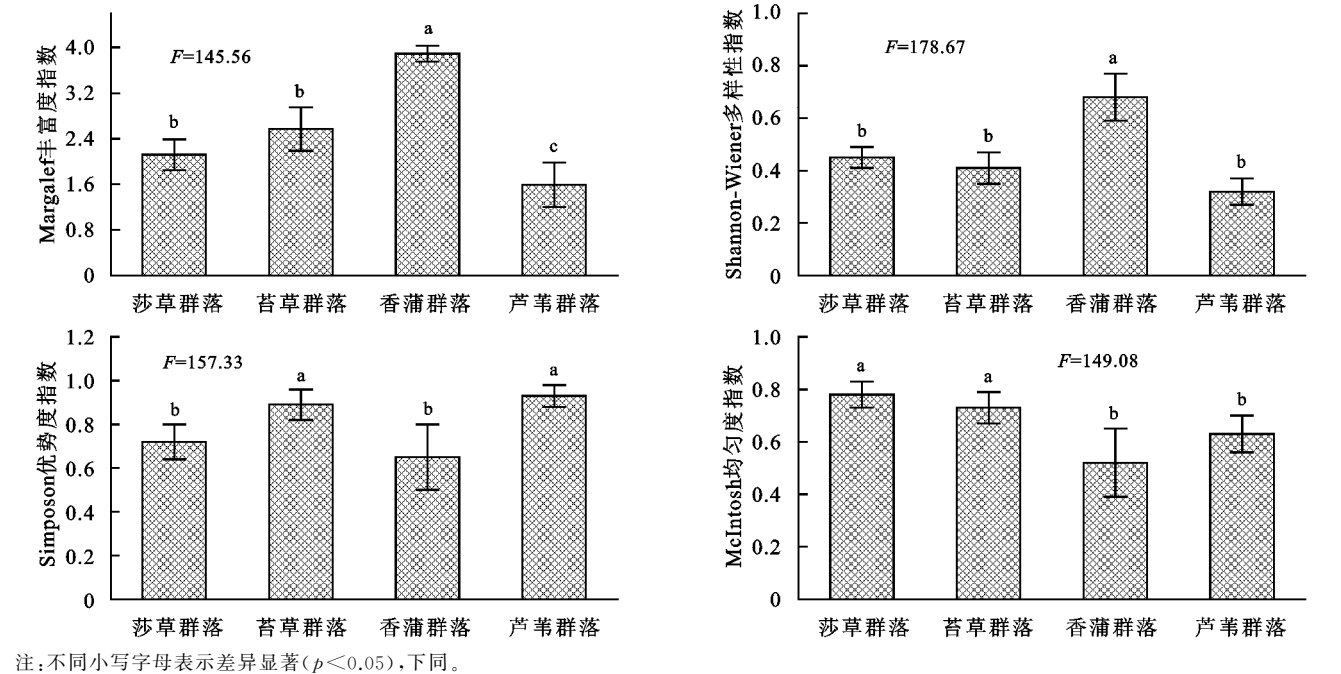 Margalef丰富度指数
4.0
3.2
2.4
1.6
0.8
0
F=145.56
b
b
a
c
莎草群落 苔草群落 香蒲群落 芦苇群落
Shannon-Wiener多样性指数
1.0
0.8
0.6
0.4
0.2
0
F=178.67
b
b
a
b
莎草群落 苔草群落 香蒲群落 芦苇群落
Simposon优势度指数
1.2
1.0
0.8
0.6
0.4
0.2
0
F=157.33
b
a
b
a
莎草群落 苔草群落 香蒲群落 芦苇群落
McIntosh均匀度指数
1.0
0.8
0.6
0.4
0.2
0
F=149.08
a
a
b
b
莎草群落 苔草群落 香蒲群落 芦苇群落
注:不同小写字母表示差异显著(p<0.05),下同。